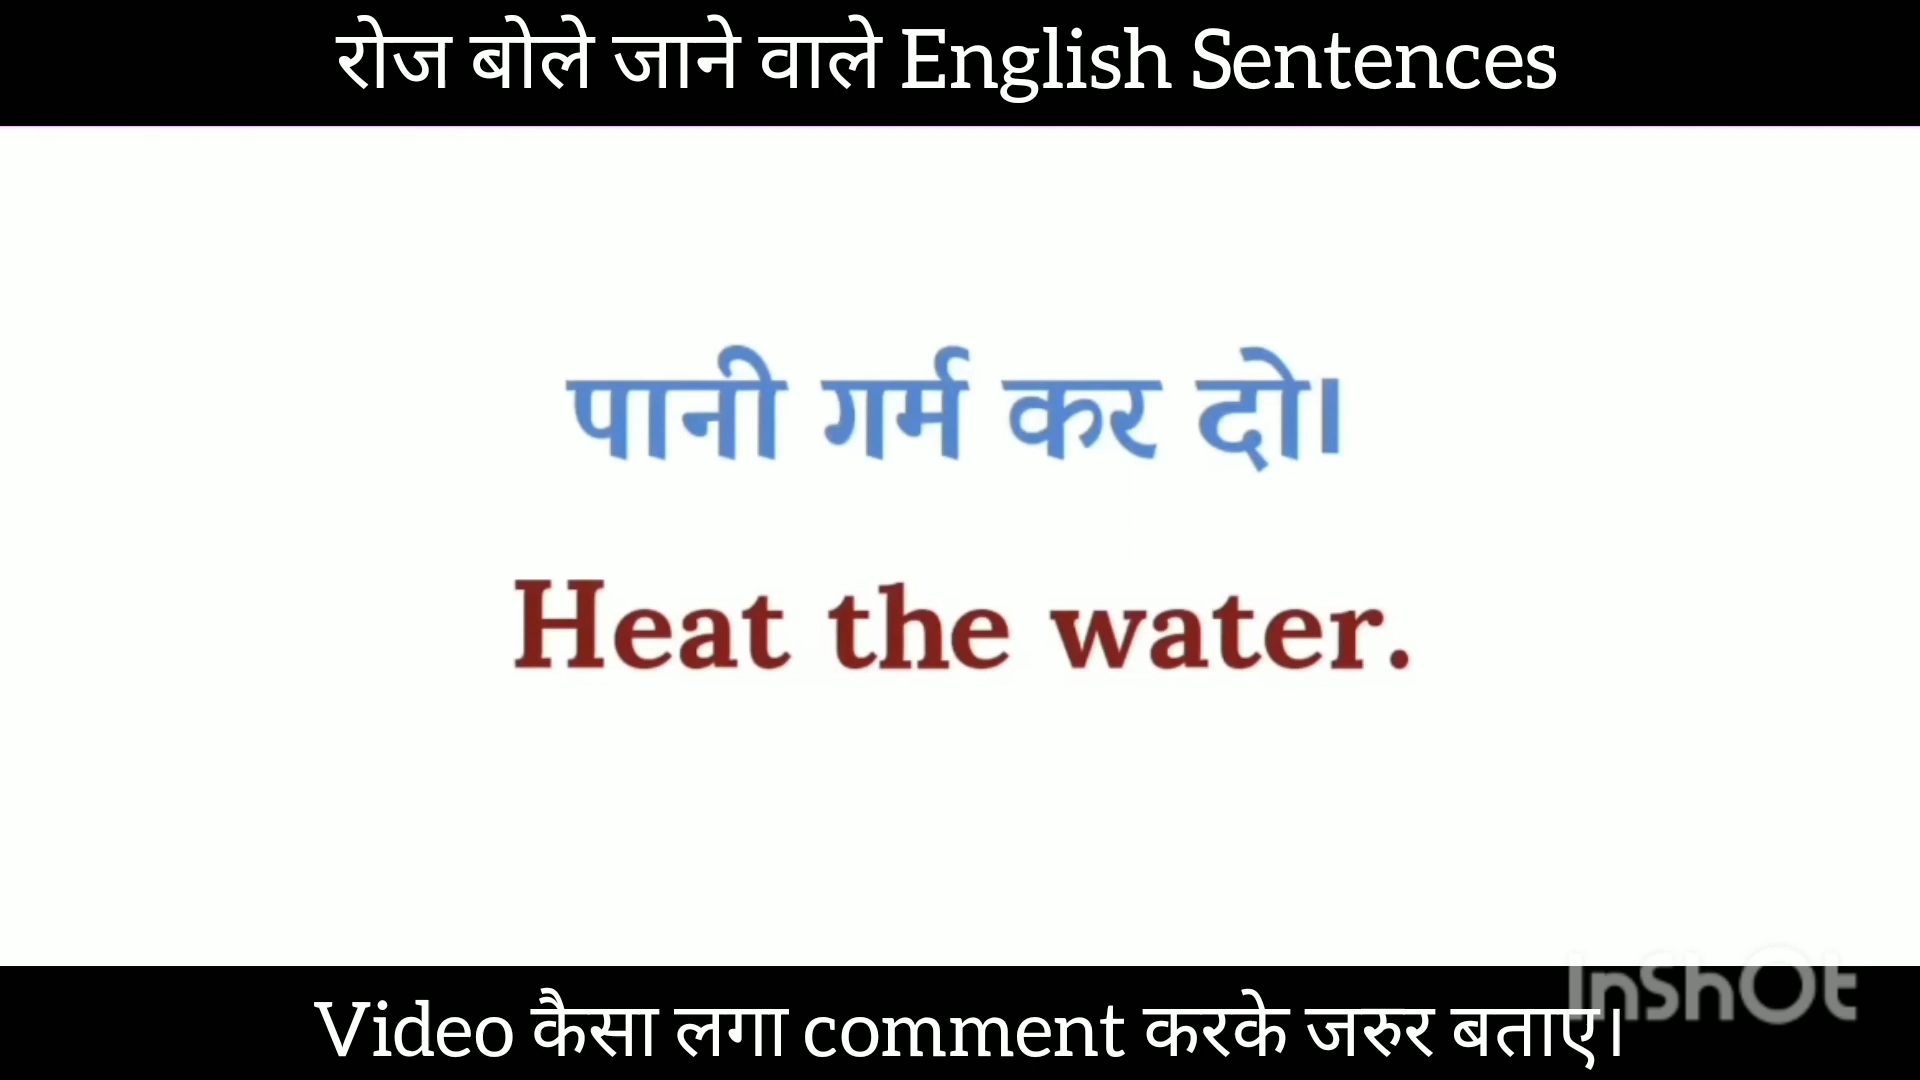 रोज बोले जाने वाले English Sentences
पानी गर्म कर दो।
Heat the water.
InShOt
Video कैसा लगा comment करके जरुर बताए।